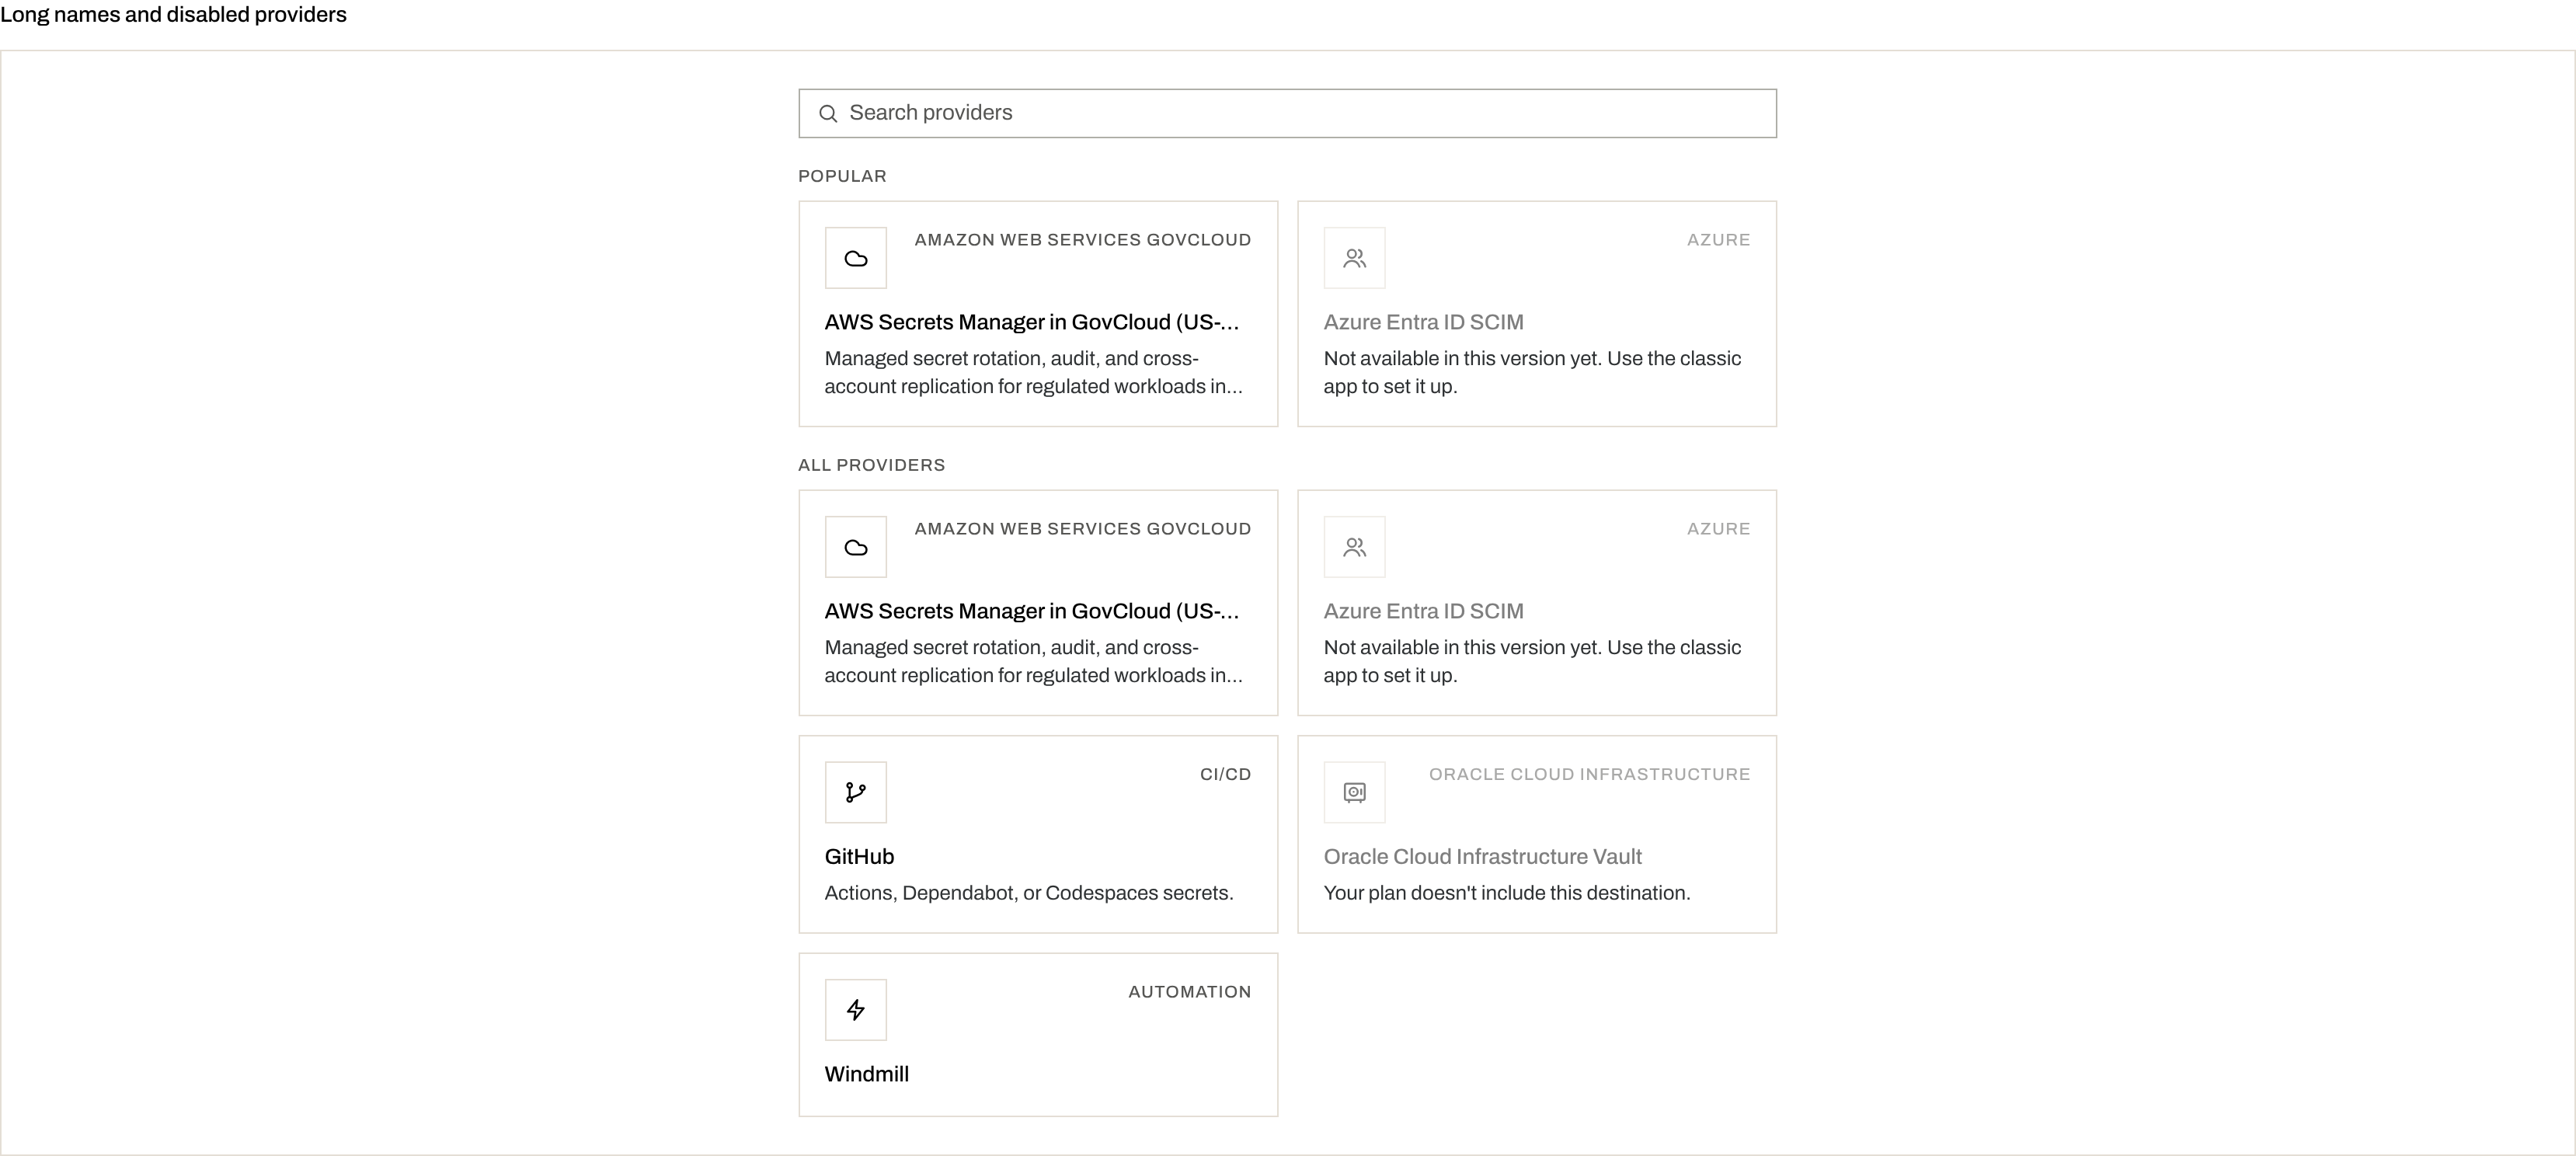 Long names and disabled providers
Search providers
POPULAR
AMAZON WEB SERVICES GOVCLOUD
AWS Secrets Manager in GovCloud (US-...
Managed secret rotation, audit, and cross-
account replication for regulated workloads in...
AZURE
Azure Entra ID SCIM
Not available in this version yet. Use the classic
app to set it up.
ALL PROVIDERS
AMAZON WEB SERVICES GOVCLOUD
AWS Secrets Manager in GovCloud (US-...
Managed secret rotation, audit, and cross-
account replication for regulated workloads in...
AZURE
Azure Entra ID SCIM
Not available in this version yet. Use the classic
app to set it up.
CI/CD
GitHub
Actions, Dependabot, or Codespaces secrets.
ORACLE CLOUD INFRASTRUCTURE
Oracle Cloud Infrastructure Vault
Your plan doesn't include this destination.
AUTOMATION
Windmill